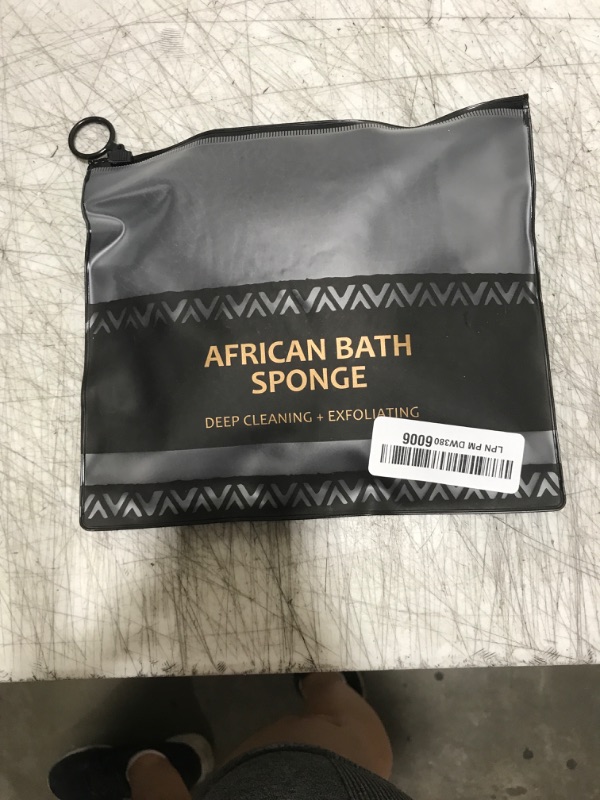 AFRICAN BATH
SPONGE
DEEP CLEANING + EXFOLIATING
LPN PM DW380 6006